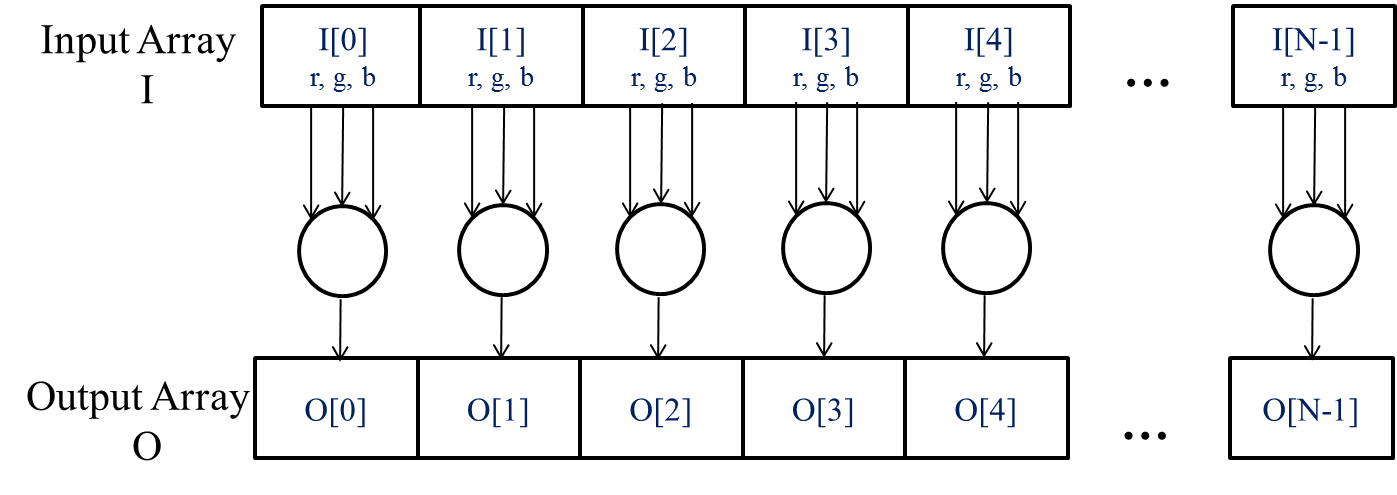 Input Array
I
I[0]
r, g, b
I[1]
r, g, b
I[2]
r, g, b
I[3]
r, g, b
I[4]
r, g, b
...
I[N-1]
r, g, b
Output Array
O
O[0]
O[1]
O[2]
O[3]
O[4]
...
O[N-1]